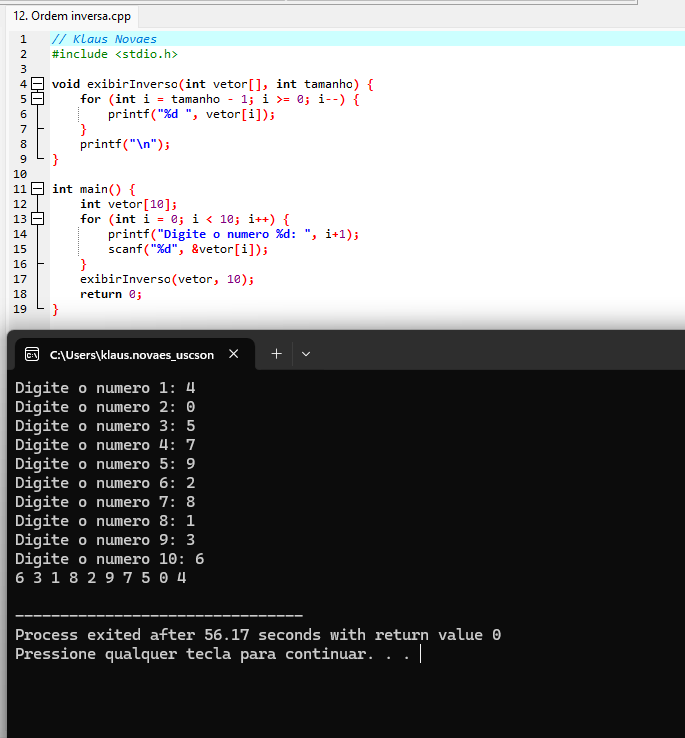 12. Ordem inversa.cpp
1 // Klaus Novaes
2 #include <stdio.h>
3
4 void exibirInverso(int vetor[], int tamanho) {
5 for (int i = tamanho - 1; i >= 0; i--) {
6 printf("%d ", vetor[i]);
7 }
8 printf("\n");
9 }
10
11 int main() {
12 int vetor[10];
13 for (int i = 0; i < 10; i++) {
14 printf("Digite o numero %d: ", i+1);
15 scanf("%d", &vetor[i]);
16 }
17 exibirInverso(vetor, 10);
18 return 0;
19 }
C:\Users\klaus.novaes_uscson
Digite o numero 1: 4
Digite o numero 2: 0
Digite o numero 3: 5
Digite o numero 4: 7
Digite o numero 5: 9
Digite o numero 6: 2
Digite o numero 7: 8
Digite o numero 8: 1
Digite o numero 9: 3
Digite o numero 10: 6
6 3 1 8 2 9 7 5 0 4
--------------------------------
Process exited after 56.17 seconds with return value 0
Pressione qualquer tecla para continuar. . .